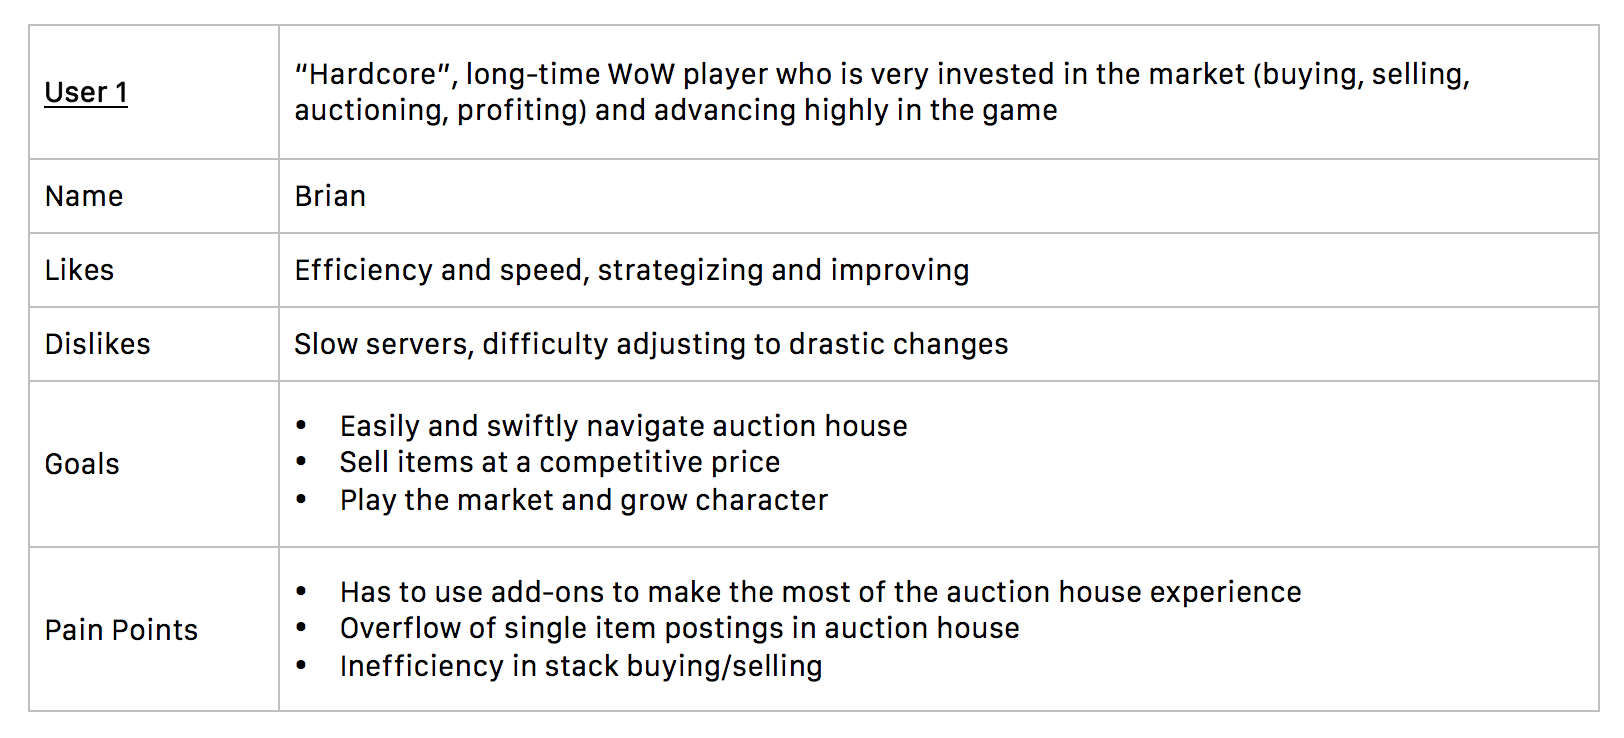 User 1
“Hardcore”, long-time WoW player who is very invested in the market (buying, selling,
auctioning, profiting) and advancing highly in the game
Name
Brian
Likes
Efficiency and speed, strategizing and improving
Dislikes
Slow servers, difficulty adjusting to drastic changes
Goals
• Easily and swiftly navigate auction house
• Sell items at a competitive price
• Play the market and grow character
Pain Points
• Has to use add-ons to make the most of the auction house experience
• Overflow of single item postings in auction house
• Inefficiency in stack buying/selling